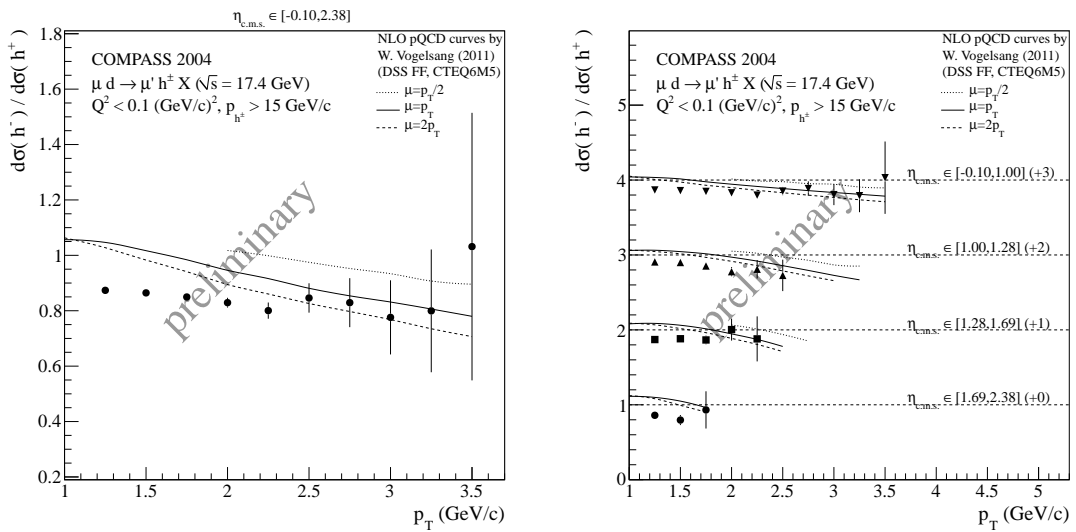 η_c.m.s. ∈ [-0.10,2.38]
dσ( h⁻) / dσ( h⁺)
1.8
1.6
1.4
1.2
1
0.8
0.6
0.4
0.2
COMPASS 2004
μ d → μ' h± X (√s = 17.4 GeV)
Q² < 0.1 (GeV/c)², p_h± > 15 GeV/c
NLO pQCD curves by
W. Vogelsang (2011)
(DSS FF, CTEQ6M5)
μ=p_T/2
μ=p_T
μ=2p_T
preliminary
1 1.5 2 2.5 3 3.5
p_T (GeV/c)
dσ( h⁻) / dσ( h⁺)
5
4
3
2
1
0
COMPASS 2004
μ d → μ' h± X (√s = 17.4 GeV)
Q² < 0.1 (GeV/c)², p_h± > 15 GeV/c
NLO pQCD curves by
W. Vogelsang (2011)
(DSS FF, CTEQ6M5)
μ=p_T/2
μ=p_T
μ=2p_T
η_c.m.s. ∈ [-0.10,1.00] (+3)
η_c.m.s. ∈ [1.00,1.28] (+2)
η_c.m.s. ∈ [1.28,1.69] (+1)
η_c.m.s. ∈ [1.69,2.38] (+0)
preliminary
1 1.5 2 2.5 3 3.5 4 4.5 5
p_T (GeV/c)